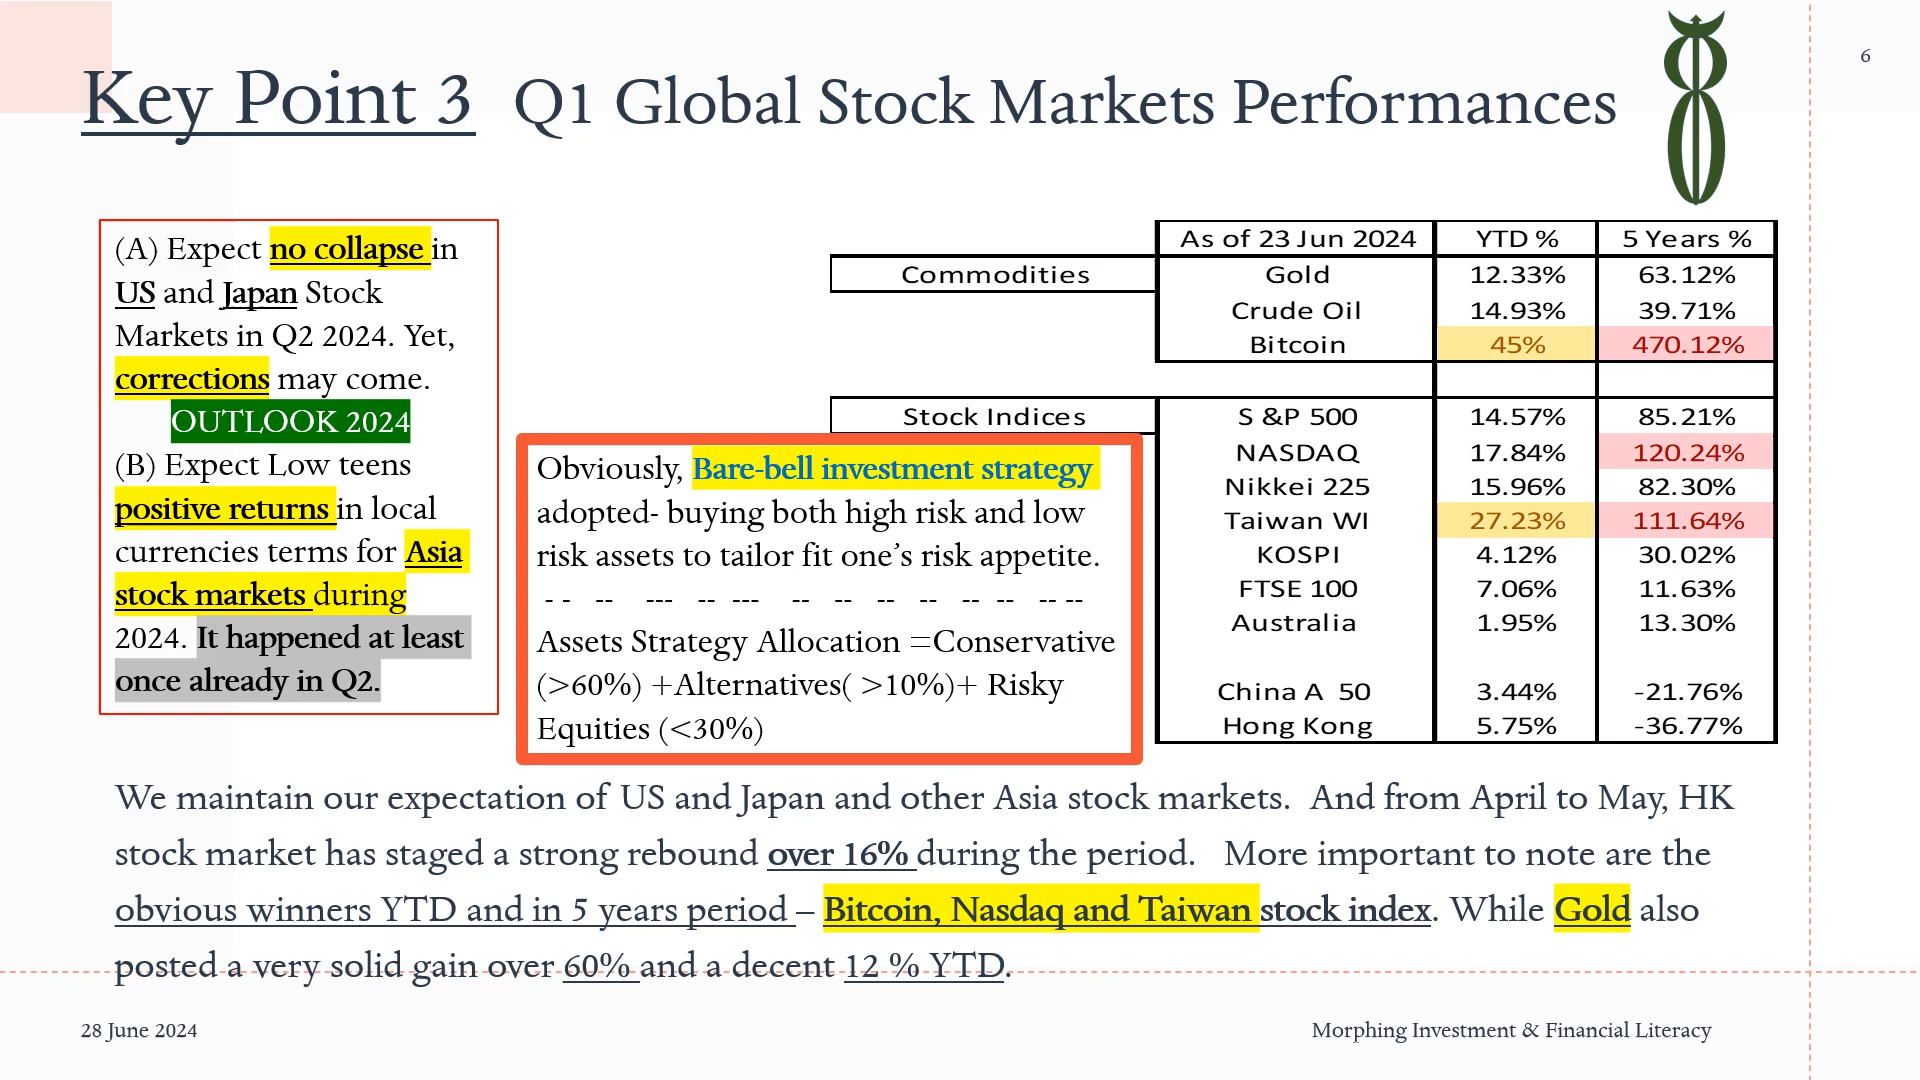 6
Key Point 3 Q1 Global Stock Markets Performances
(A) Expect no collapse in
US and Japan Stock
Markets in Q2 2024. Yet,
corrections may come.
OUTLOOK 2024
(B) Expect Low teens
positive returns in local
currencies terms for Asia
stock markets during
2024. It happened at least
once already in Q2.
Obviously, Bare-bell investment strategy
adopted- buying both high risk and low
risk assets to tailor fit one’s risk appetite.
- - -- --- -- --- -- -- -- -- -- -- -- --
Assets Strategy Allocation =Conservative
(>60%) +Alternatives( >10%)+ Risky
Equities (<30%)
As of 23 Jun 2024 YTD % 5 Years %
Commodities Gold 12.33% 63.12%
Crude Oil 14.93% 39.71%
Bitcoin 45% 470.12%
Stock Indices S &P 500 14.57% 85.21%
NASDAQ 17.84% 120.24%
Nikkei 225 15.96% 82.30%
Taiwan WI 27.23% 111.64%
KOSPI 4.12% 30.02%
FTSE 100 7.06% 11.63%
Australia 1.95% 13.30%
China A 50 3.44% -21.76%
Hong Kong 5.75% -36.77%
We maintain our expectation of US and Japan and other Asia stock markets. And from April to May, HK
stock market has staged a strong rebound over 16% during the period. More important to note are the
obvious winners YTD and in 5 years period – Bitcoin, Nasdaq and Taiwan stock index. While Gold also
posted a very solid gain over 60% and a decent 12 % YTD.
28 June 2024
Morphing Investment & Financial Literacy